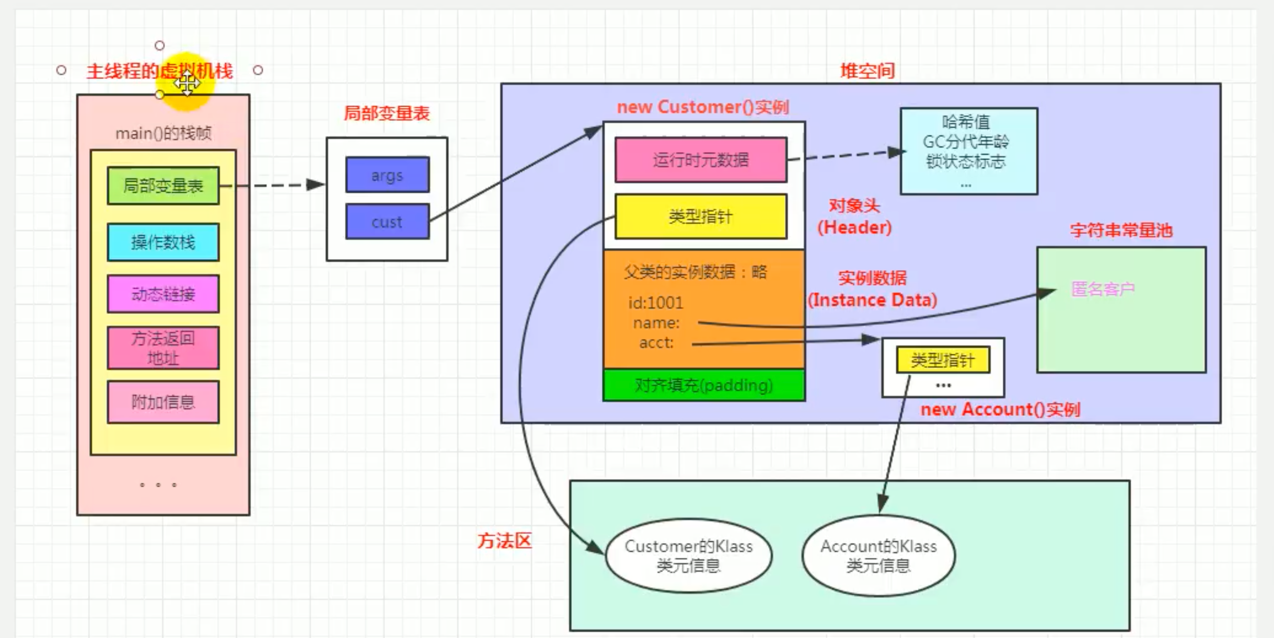 主线程的虚拟机栈
main()的栈帧
局部变量表
操作数栈
动态链接
方法返回
地址
附加信息
。。。
局部变量表
args
cust
堆空间
new Customer()实例
运行时元数据
类型指针
哈希值
GC分代年龄
锁状态标志
...
对象头
(Header)
父类的实例数据：略
id:1001
name:
acct:
实例数据
(Instance Data)
对齐填充(padding)
字符串常量池
匿名客户
类型指针
...
new Account()实例
方法区
Customer的Klass
类元信息
Account的Klass
类元信息